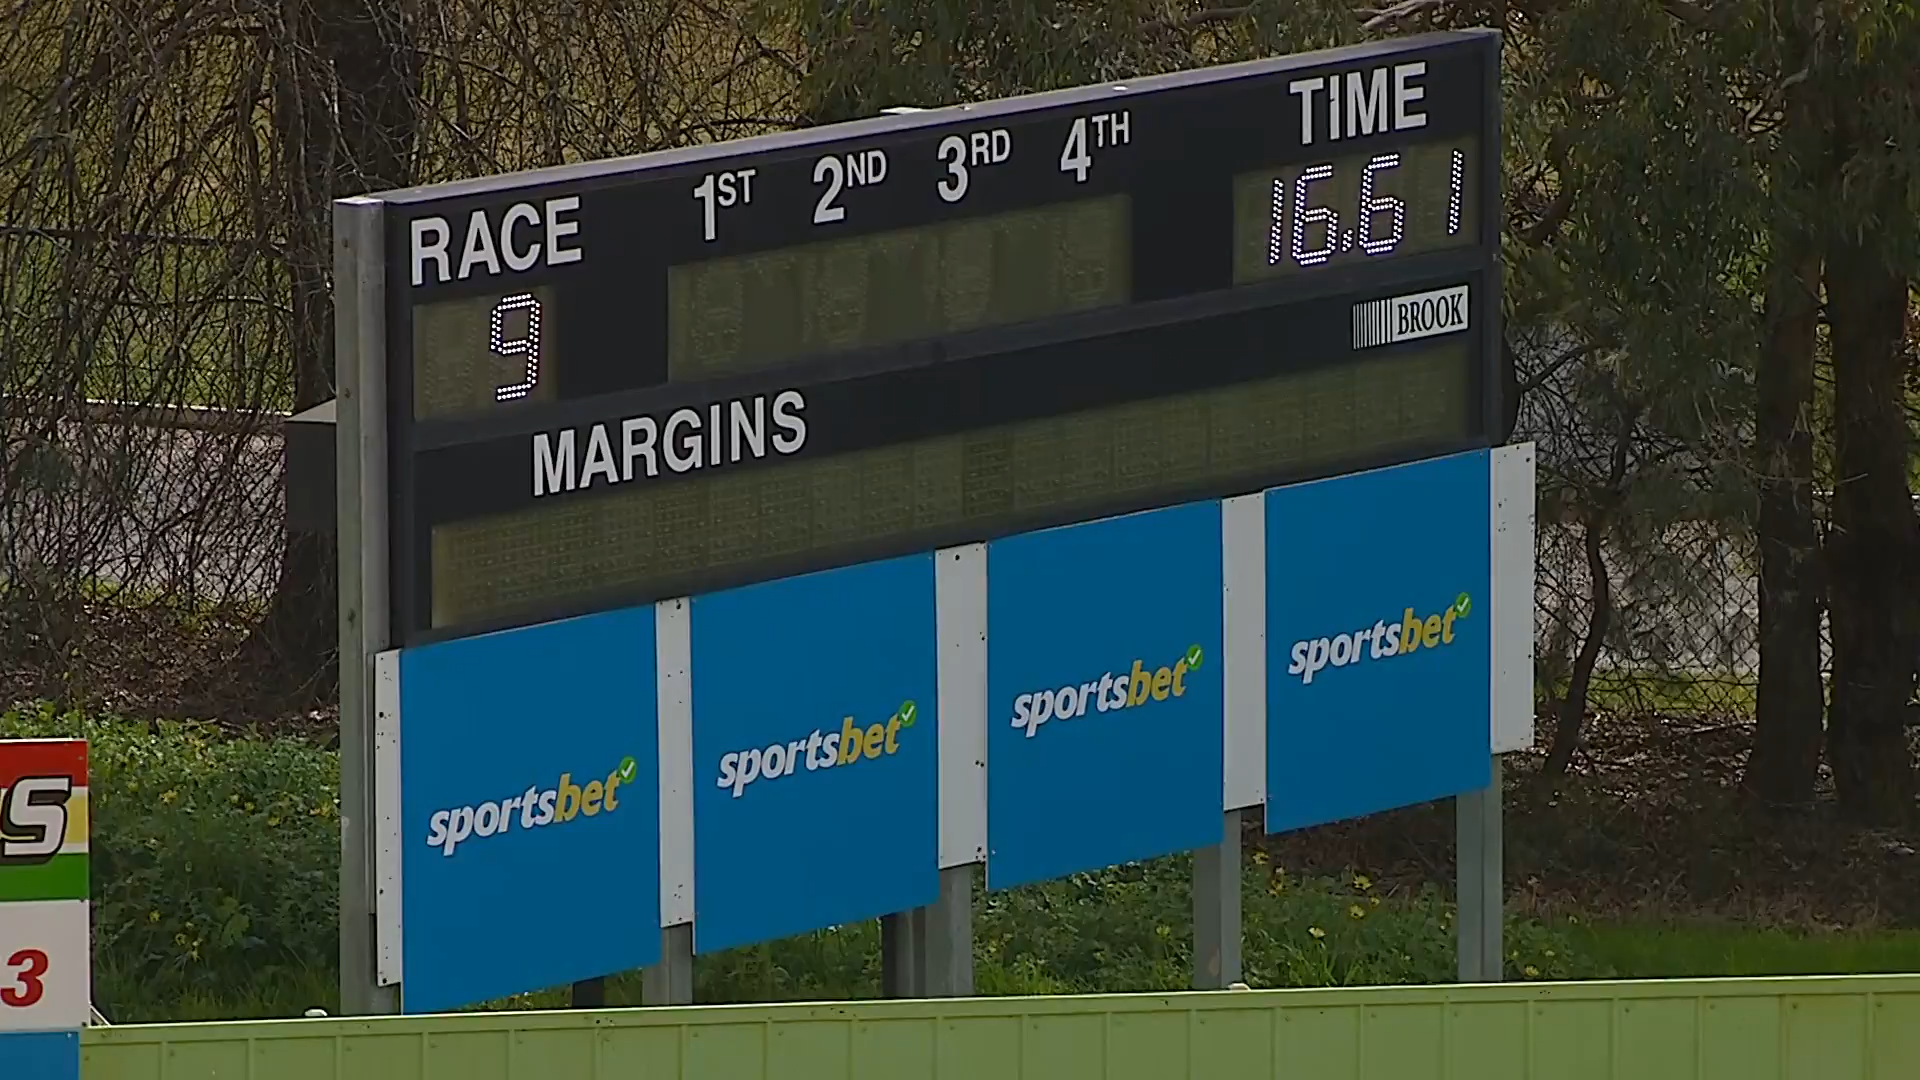 RACE 1ST 2ND 3RD 4TH TIME
9 16.61
BROOK
MARGINS
sportsbet sportsbet sportsbet sportsbet
S
3